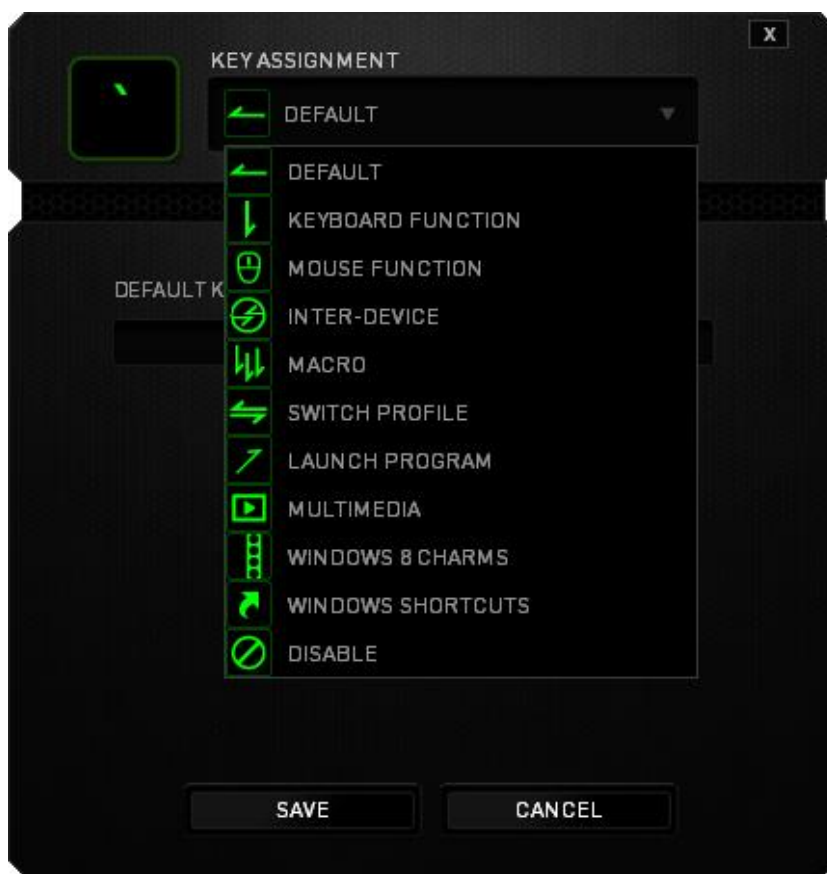 X
KEY ASSIGNMENT
`
DEFAULT
DEFAULT
KEYBOARD FUNCTION
MOUSE FUNCTION
DEFAULT K
INTER-DEVICE
MACRO
SWITCH PROFILE
LAUNCH PROGRAM
MULTIMEDIA
WINDOWS 8 CHARMS
WINDOWS SHORTCUTS
DISABLE
SAVE
CANCEL